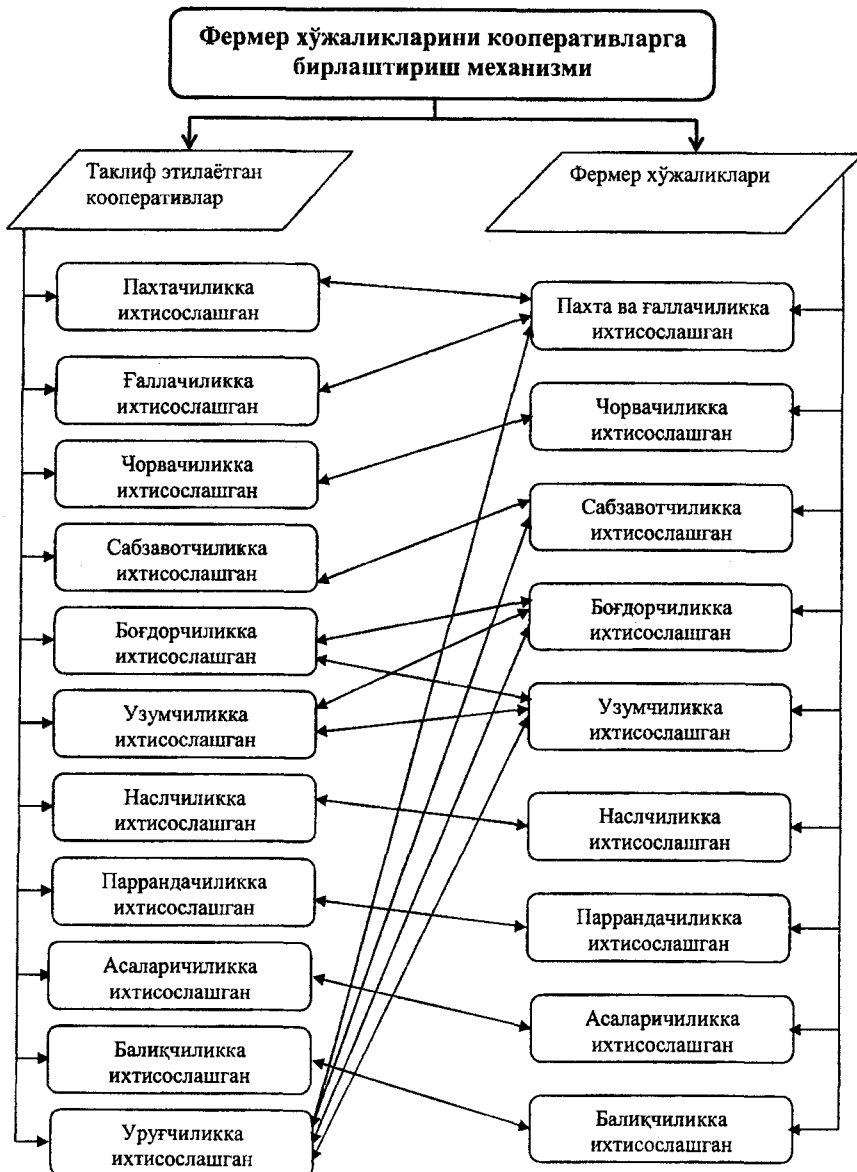 Фермер хўжаликларини кооперативларга
бирлаштириш механизми
Таклиф этилаётган
кооперативлар
Фермер хўжаликлари
Пахтачиликка
ихтисослашган
Ғаллачиликка
ихтисослашган
Чорвачиликка
ихтисослашган
Сабзавотчиликка
ихтисослашган
Боғдорчиликка
ихтисослашган
Узумчиликка
ихтисослашган
Наслчиликка
ихтисослашган
Паррандачиликка
ихтисослашган
Асаларичиликка
ихтисослашган
Балиқчиликка
ихтисослашган
Уруғчиликка
ихтисослашган
Пахта ва ғаллачиликка
ихтисослашган
Чорвачиликка
ихтисослашган
Сабзавотчиликка
ихтисослашган
Боғдорчиликка
ихтисослашган
Узумчиликка
ихтисослашган
Наслчиликка
ихтисослашган
Паррандачиликка
ихтисослашган
Асаларичиликка
ихтисослашган
Балиқчиликка
ихтисослашган